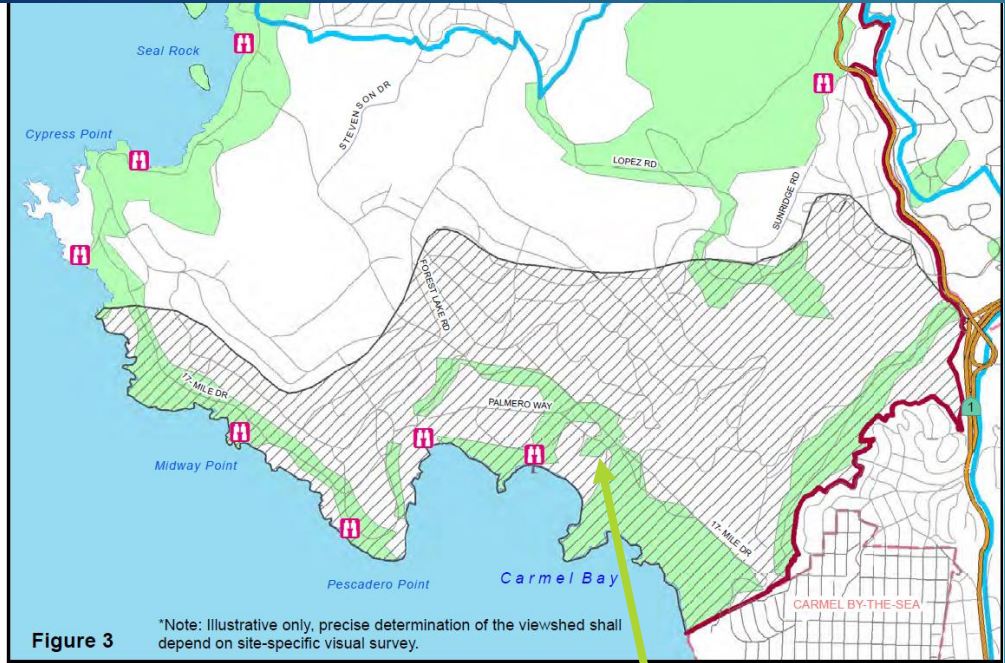 Seal Rock
Cypress Point
STEVENSON DR
LOPEZ RD
SUNRIDGE RD
FOREST LAKE RD
17- MILE DR
PALMERO WAY
1
Midway Point
17- MILE DR
Pescadero Point
Carmel Bay
CARMEL BY-THE-SEA
Figure 3
*Note: Illustrative only, precise determination of the viewshed shall
depend on site-specific visual survey.